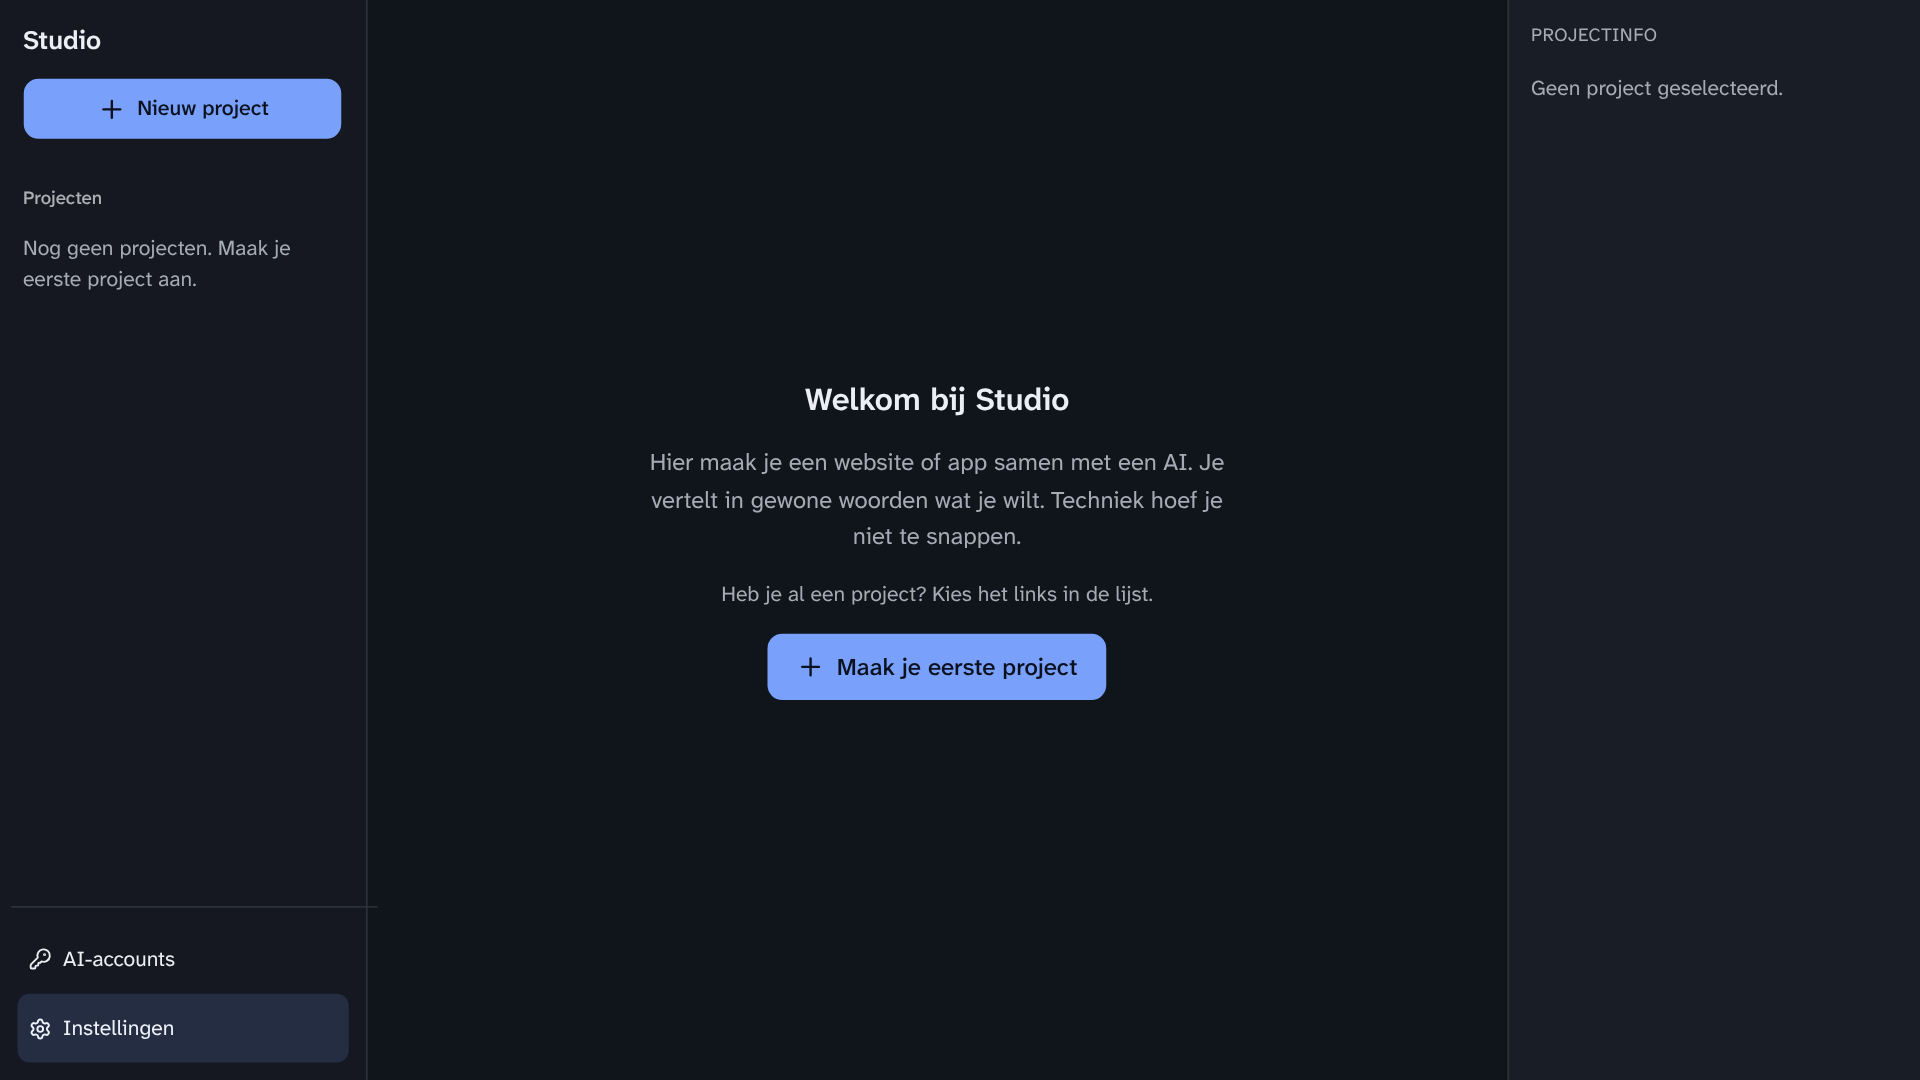 Studio
Nieuw project
Projecten
Nog geen projecten. Maak je
eerste project aan.
AI-accounts
Instellingen
Welkom bij Studio
Hier maak je een website of app samen met een AI. Je
vertelt in gewone woorden wat je wilt. Techniek hoef je
niet te snappen.
Heb je al een project? Kies het links in de lijst.
Maak je eerste project
PROJECTINFO
Geen project geselecteerd.